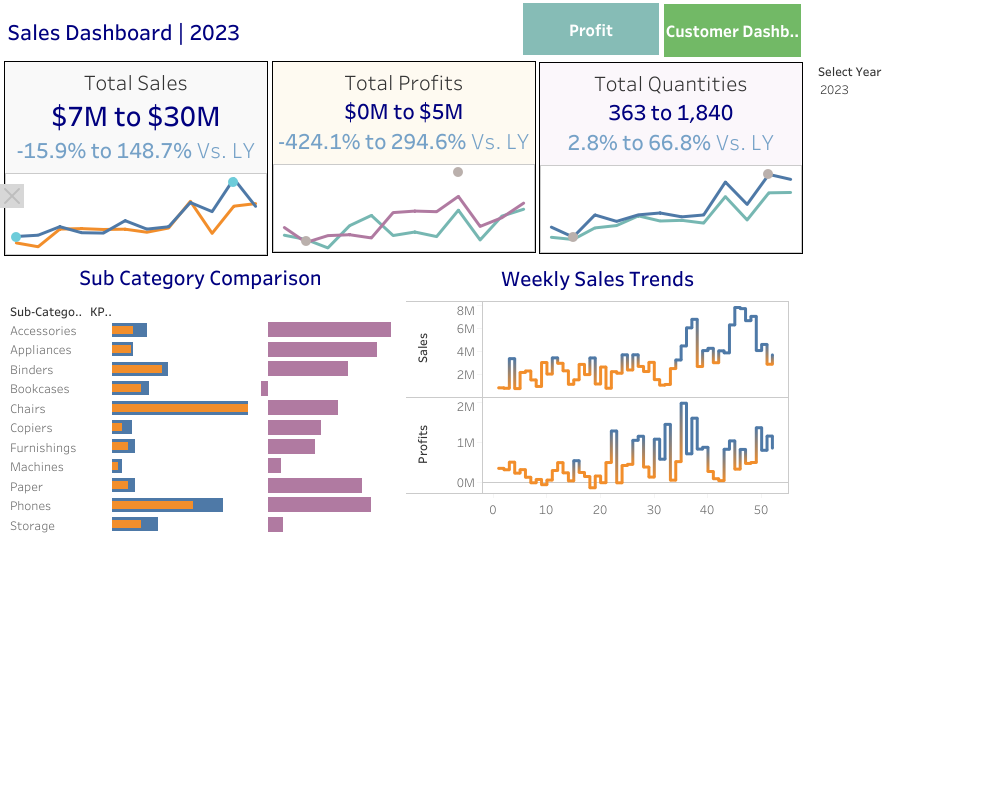 Sales Dashboard | 2023
Profit
Customer Dashb..
Select Year
2023
Total Sales
$7M to $30M
-15.9% to 148.7% Vs. LY
Total Profits
$0M to $5M
-424.1% to 294.6% Vs. LY
Total Quantities
363 to 1,840
2.8% to 66.8% Vs. LY
Sub Category Comparison
Sub-Catego.. KP..
Accessories
Appliances
Binders
Bookcases
Chairs
Copiers
Furnishings
Machines
Paper
Phones
Storage
Weekly Sales Trends
Sales
8M
6M
4M
2M
Profits
2M
1M
0M
0 10 20 30 40 50